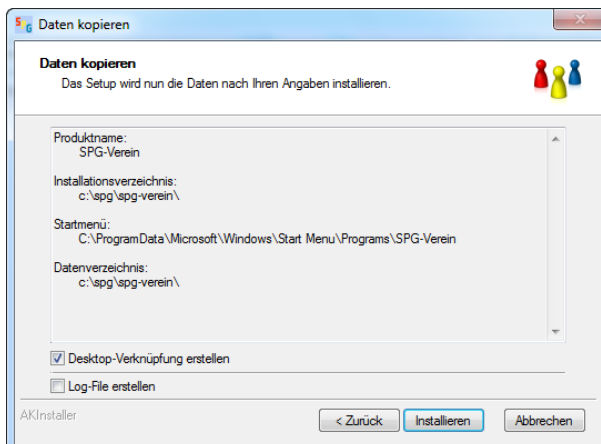 SPG Daten kopieren
Daten kopieren
Das Setup wird nun die Daten nach Ihren Angaben installieren.
Produktname:
SPG-Verein
Installationsverzeichnis:
c:\spg\spg-verein\
Startmenü:
C:\ProgramData\Microsoft\Windows\Start Menu\Programs\SPG-Verein
Datenverzeichnis:
c:\spg\spg-verein\
Desktop-Verknüpfung erstellen
Log-File erstellen
AKInstaller
< Zurück Installieren Abbrechen